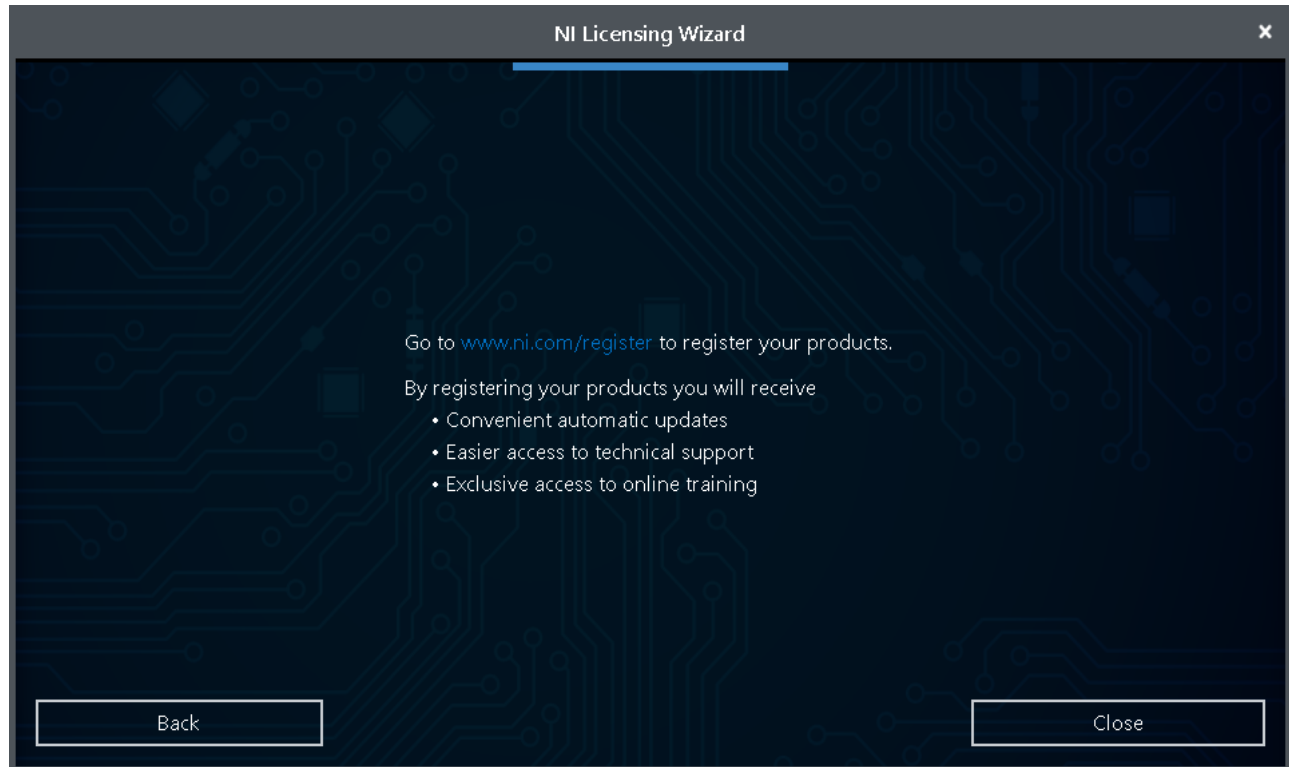 NI Licensing Wizard
Go to www.ni.com/register to register your products.
By registering your products you will receive
• Convenient automatic updates
• Easier access to technical support
• Exclusive access to online training
Back
Close